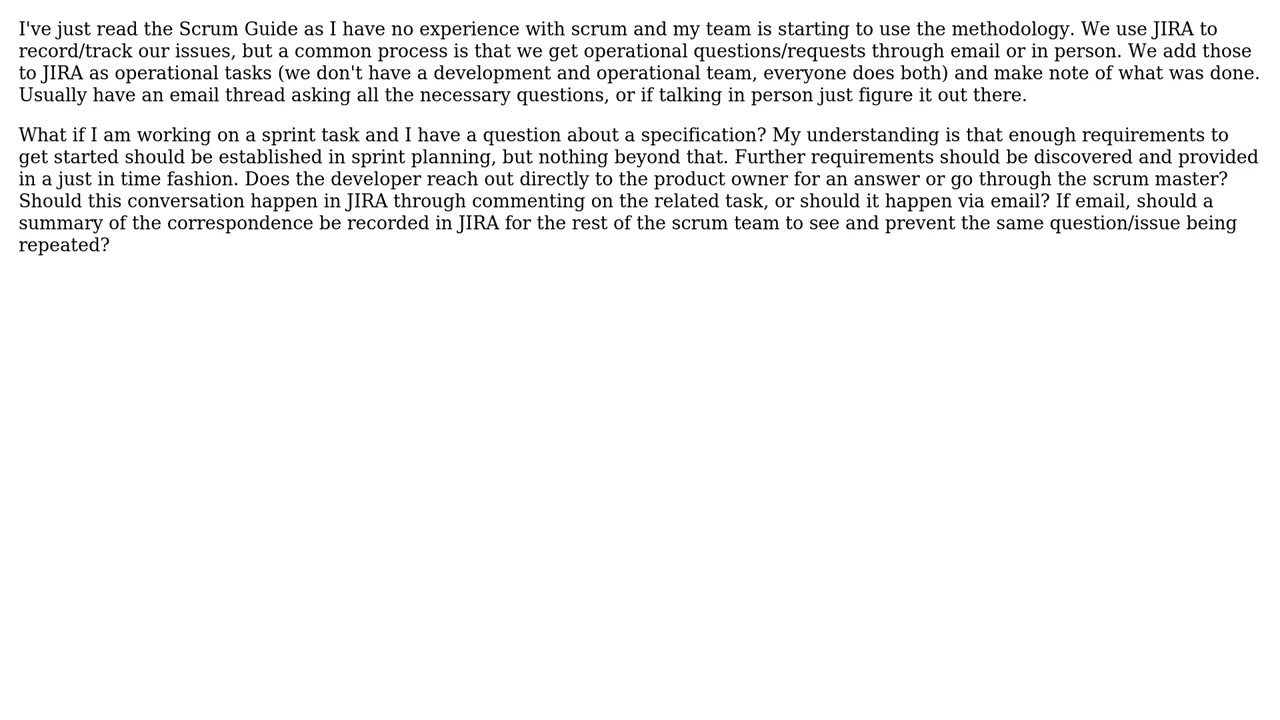 I've just read the Scrum Guide as I have no experience with scrum and my team is starting to use the methodology. We use JIRA to
record/track our issues, but a common process is that we get operational questions/requests through email or in person. We add those
to JIRA as operational tasks (we don't have a development and operational team, everyone does both) and make note of what was done.
Usually have an email thread asking all the necessary questions, or if talking in person just figure it out there.
What if I am working on a sprint task and I have a question about a specification? My understanding is that enough requirements to
get started should be established in sprint planning, but nothing beyond that. Further requirements should be discovered and provided
in a just in time fashion. Does the developer reach out directly to the product owner for an answer or go through the scrum master?
Should this conversation happen in JIRA through commenting on the related task, or should it happen via email? If email, should a
summary of the correspondence be recorded in JIRA for the rest of the scrum team to see and prevent the same question/issue being
repeated?